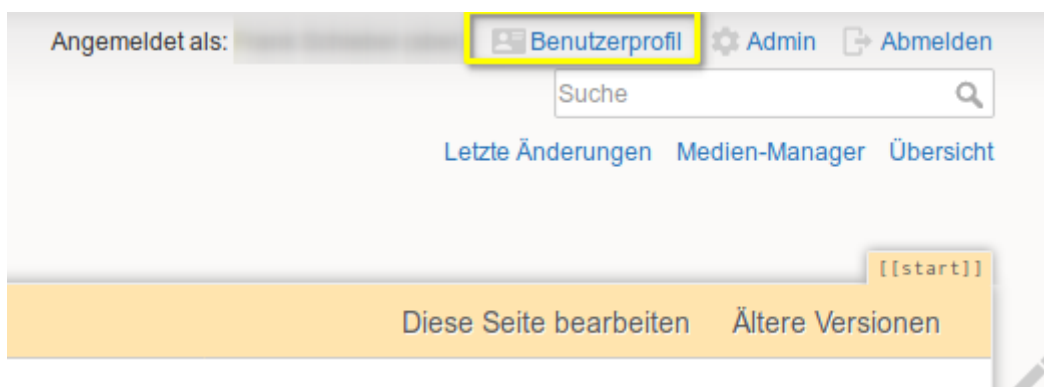 Angemeldet als: Benutzerprofil Admin Abmelden
Suche
Letzte Änderungen Medien-Manager Übersicht
[[start]]
Diese Seite bearbeiten Ältere Versionen